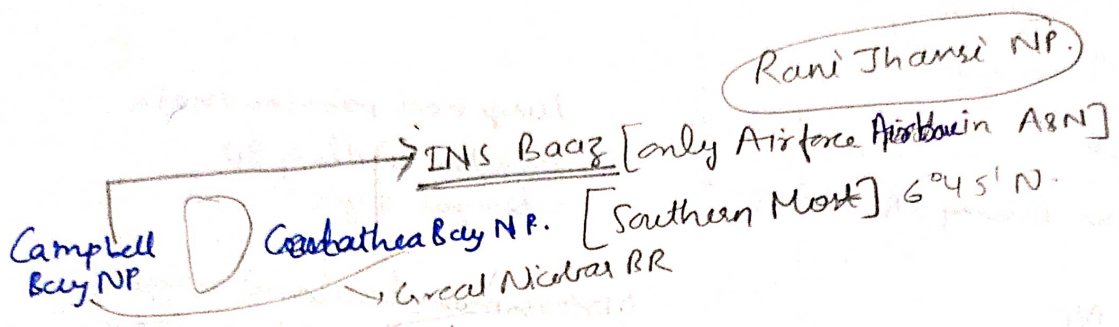 Rani Jhansi NP.
INS Baaz [only Airforce Airbase in A&N]
[Southern Most] 6°45'N.
Campbell Bay NP
Galathea Bay NP.
Great Nicobar BR